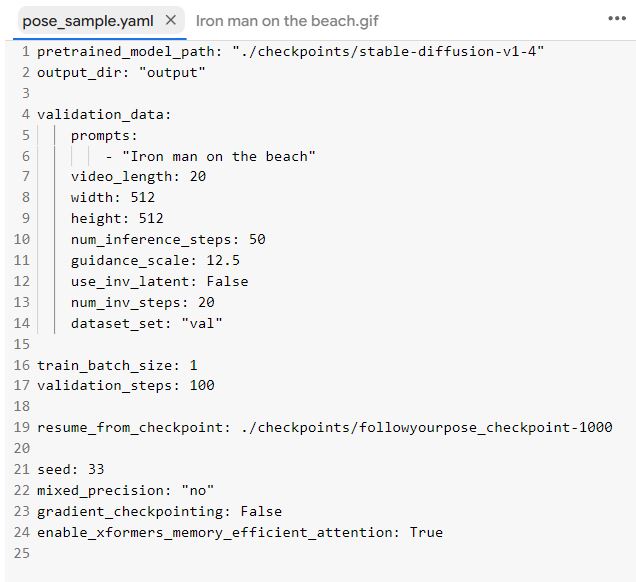 pose_sample.yaml × Iron man on the beach.gif •••
1 pretrained_model_path: "./checkpoints/stable-diffusion-v1-4"
2 output_dir: "output"
3
4 validation_data:
5     prompts:
6         - "Iron man on the beach"
7     video_length: 20
8     width: 512
9     height: 512
10     num_inference_steps: 50
11     guidance_scale: 12.5
12     use_inv_latent: False
13     num_inv_steps: 20
14     dataset_set: "val"
15
16 train_batch_size: 1
17 validation_steps: 100
18
19 resume_from_checkpoint: ./checkpoints/followyourpose_checkpoint-1000
20
21 seed: 33
22 mixed_precision: "no"
23 gradient_checkpointing: False
24 enable_xformers_memory_efficient_attention: True
25